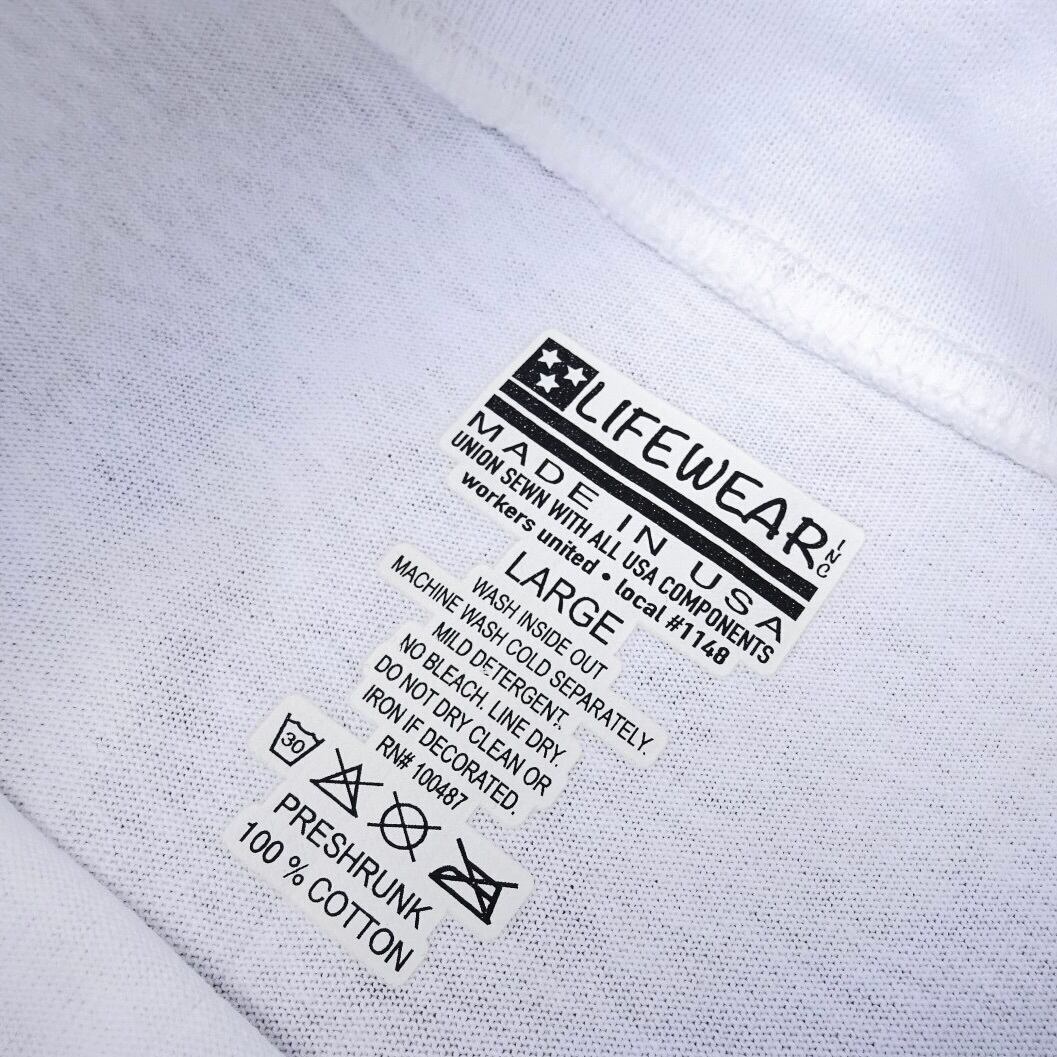 LIFEWEAR INC
MADE IN USA
UNION SEWN WITH ALL USA COMPONENTS
workers united • local #1148
LARGE
WASH INSIDE OUT
MACHINE WASH COLD SEPARATELY.
MILD DETERGENT.
NO BLEACH. LINE DRY.
DO NOT DRY CLEAN OR
IRON IF DECORATED.
RN# 100487
30
PRESHRUNK
100 % COTTON